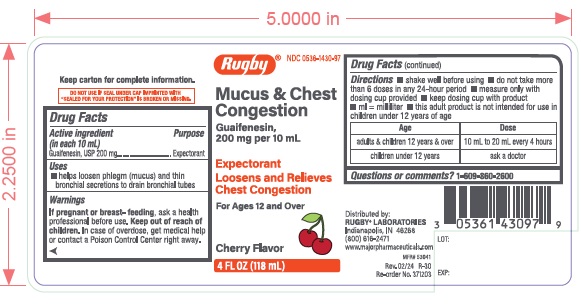 5.0000 in
2.2500 in
Keep carton for complete information.
DO NOT USE IF SEAL UNDER CAP IMPRINTED WITH
"SEALED FOR YOUR PROTECTION" IS BROKEN OR MISSING.
Drug Facts
Active ingredient Purpose
(in each 10 mL)
Guaifenesin, USP 200 mg Expectorant
Uses
■ helps loosen phlegm (mucus) and thin
bronchial secretions to drain bronchial tubes
Warnings
If pregnant or breast-feeding, ask a health
professional before use. Keep out of reach of
children. In case of overdose, get medical help
or contact a Poison Control Center right away.
Rugby® NDC 0536-1430-97
Mucus & Chest
Congestion
Guaifenesin,
200 mg per 10 mL
Expectorant
Loosens and Relieves
Chest Congestion
For Ages 12 and Over
Cherry Flavor
4 FL OZ (118 mL)
Drug Facts (continued)
Directions ■ shake well before using ■ do not take more
than 6 doses in any 24-hour period ■ measure only with
dosing cup provided ■ keep dosing cup with product
■ ml = milliliter ■ this adult product is not intended for use in
children under 12 years of age
Age Dose
adults & children 12 years & over 10 mL to 20 mL every 4 hours
children under 12 years ask a doctor
Questions or comments? 1-609-860-2600
Distributed by:
RUGBY® LABORATORIES
Indianapolis, IN 46268
(800) 616-2471
www.majorpharmaceuticals.com
Rev. 02/24 R-30
Re-order No. 371203
3 05361 43097 9
LOT:
EXP: